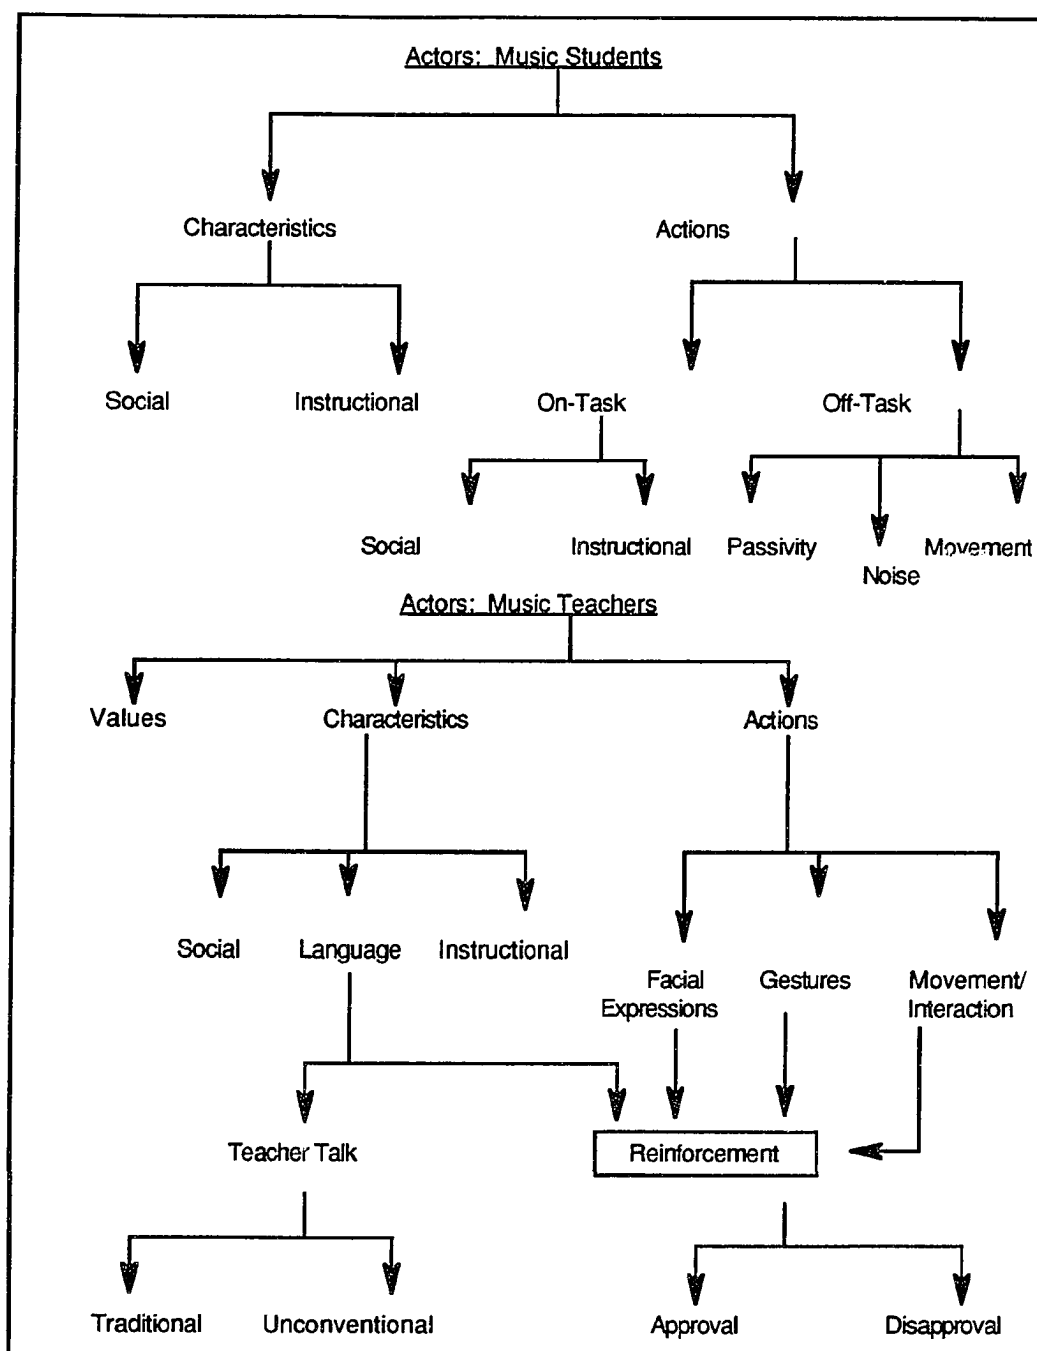 Actors: Music Students
Characteristics
Actions
Social
Instructional
On-Task
Off-Task
Social
Instructional
Passivity
Noise
Movement
Actors: Music Teachers
Values
Characteristics
Actions
Social
Language
Instructional
Facial
Expressions
Gestures
Movement/
Interaction
Teacher Talk
Reinforcement
Traditional
Unconventional
Approval
Disapproval